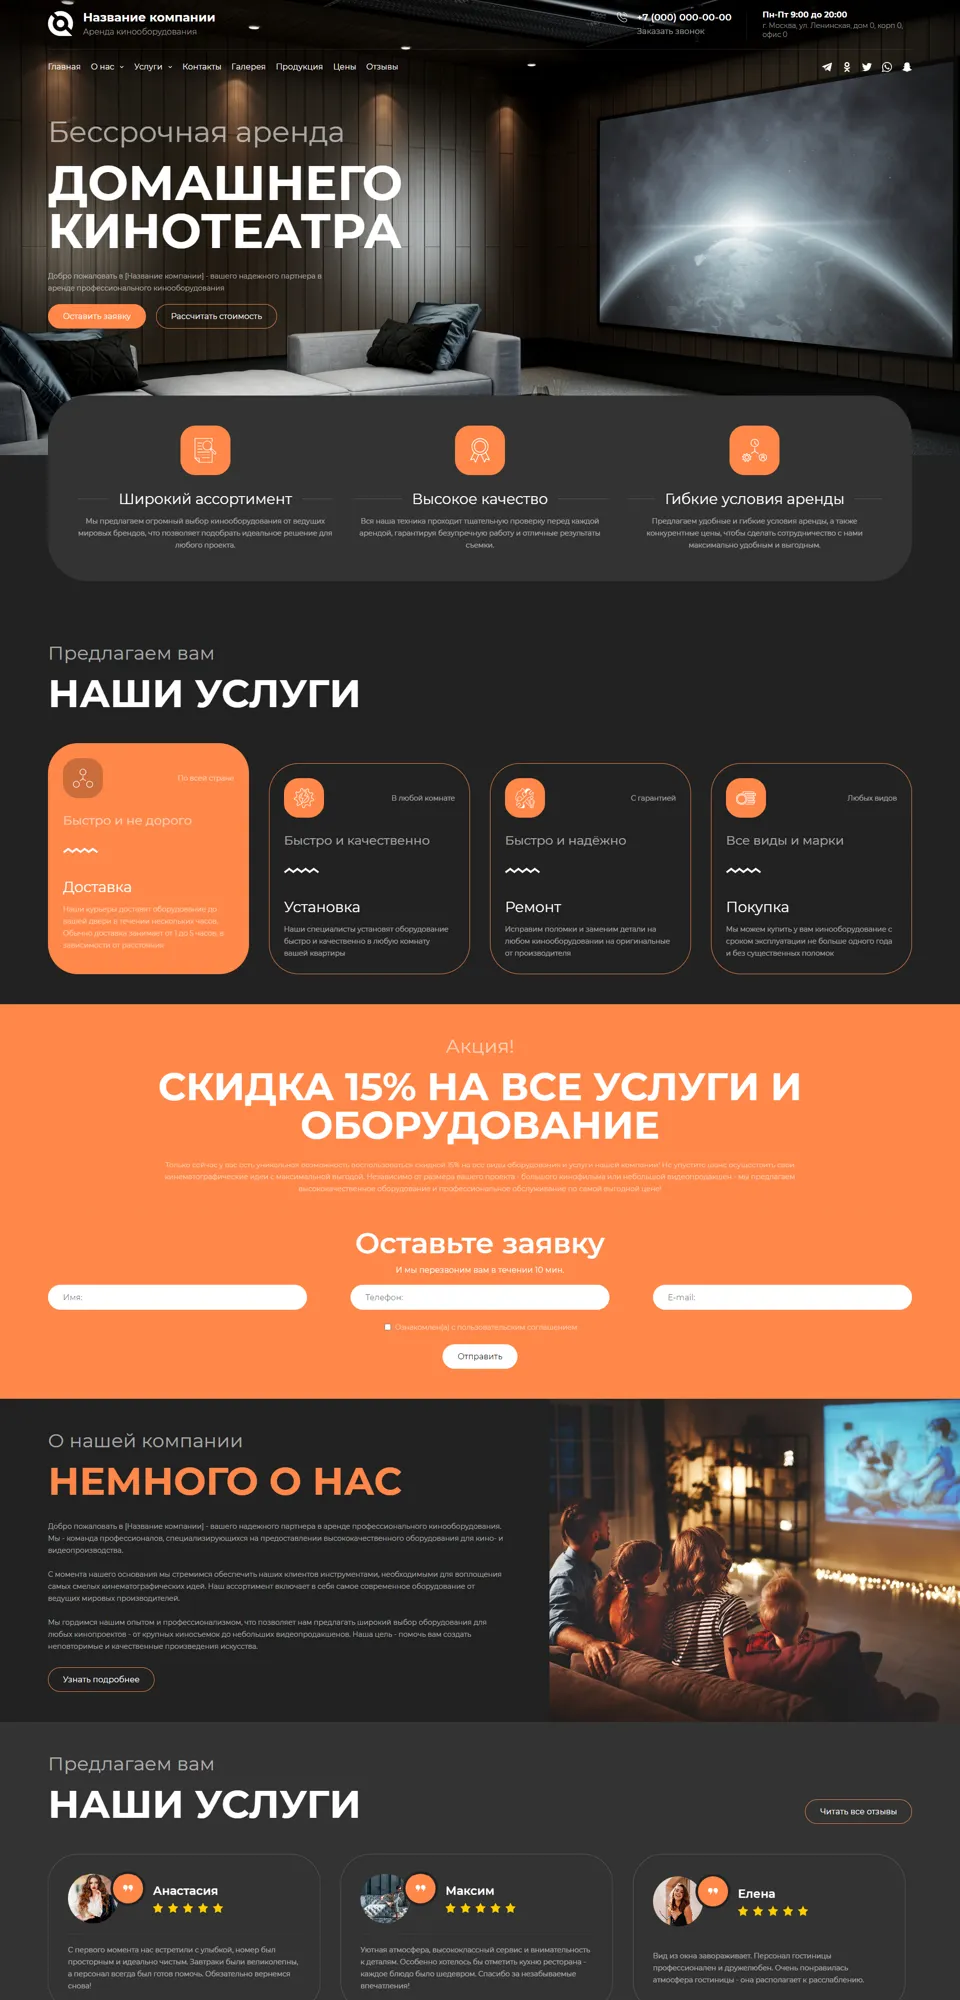 Название компании
Аренда кинооборудования
+7 (000) 000-00-00
Заказать звонок
Пн-Пт 9:00 до 20:00
г. Москва, ул. Ленинская, дом 0, корп 0,
офис 0
Главная О нас Услуги Контакты Галерея Продукция Цены Отзывы
Бессрочная аренда
ДОМАШНЕГО
КИНОТЕАТРА
Добро пожаловать в [Название компании] - вашего надежного партнера в
аренде профессионального кинооборудования
Оставить заявку
Рассчитать стоимость
Широкий ассортимент
Мы предлагаем огромный выбор кинооборудования от ведущих
мировых брендов, что позволяет подобрать идеальное решение для
любого проекта.
Высокое качество
Вся наша техника проходит тщательную проверку перед каждой
арендой, гарантируя безупречную работу и отличные результаты
съемки.
Гибкие условия аренды
Предлагаем удобные и гибкие условия аренды, а также
конкурентные цены, чтобы сделать сотрудничество с нами
максимально удобным и выгодным.
Предлагаем вам
НАШИ УСЛУГИ
По всей стране
Быстро и не дорого
Доставка
Наши курьеры доставят оборудование до
вашей двери в течение нескольких часов.
Обычно доставка занимает от 1 до 5 часов, в
зависимости от расстояния
В любой комнате
Быстро и качественно
Установка
Наши специалисты установят оборудование
быстро и качественно в любую комнату
вашей квартиры
С гарантией
Быстро и надёжно
Ремонт
Исправим поломки и заменим детали на
любом кинооборудовании на оригинальные
от производителя
Любых видов
Все виды и марки
Покупка
Мы можем купить у вам кинооборудование с
сроком эксплуатации не больше одного года
и без существенных поломок
Акция!
СКИДКА 15% НА ВСЕ УСЛУГИ И
ОБОРУДОВАНИЕ
Только сейчас у вас есть уникальная возможность воспользоваться скидкой 15% на все виды оборудования и услуги нашей компании! Не упустите шанс осуществить свои
кинематографические идеи с максимальной выгодой. Независимо от размера вашего проекта - большого кинофильма или небольшой видеопродакшн - мы предлагаем
высококачественное оборудование и профессиональное обслуживание по самой выгодной цене!
Оставьте заявку
И мы перезвоним вам в течении 10 мин.
Имя:
Телефон:
E-mail:
Ознакомлен(а) с пользовательским соглашением
Отправить
О нашей компании
НЕМНОГО О НАС
Добро пожаловать в [Название компании] - вашего надежного партнера в аренде профессионального кинооборудования.
Мы - команда профессионалов, специализирующихся на предоставлении высококачественного оборудования для кино- и
видеопроизводства.
С момента нашего основания мы стремимся обеспечить наших клиентов инструментами, необходимыми для воплощения
самых смелых кинематографических идей. Наш ассортимент включает в себя самое современное оборудование от
ведущих мировых производителей.
Мы гордимся нашим опытом и профессионализмом, что позволяет нам предлагать широкий выбор оборудования для
любых кинопроектов - от крупных киносъемок до небольших видеопродакшенов. Наша цель - помочь вам создать
неповторимые и качественные произведения искусства.
Узнать подробнее
Предлагаем вам
НАШИ УСЛУГИ
Читать все отзывы
Анастасия
С первого момента нас встретили с улыбкой, номер был
просторным и идеально чистым. Завтраки были великолепны,
а персонал всегда был готов помочь. Обязательно вернемся
снова!
Максим
Уютная атмосфера, высококлассный сервис и внимательность
к деталям. Особенно хотелось бы отметить кухню ресторана -
каждое блюдо было шедевром. Спасибо за незабываемые
впечатления!
Елена
Вид из окна завораживает. Персонал гостиницы
профессионален и дружелюбен. Очень понравилась
атмосфера гостиницы - она располагает к расслаблению.